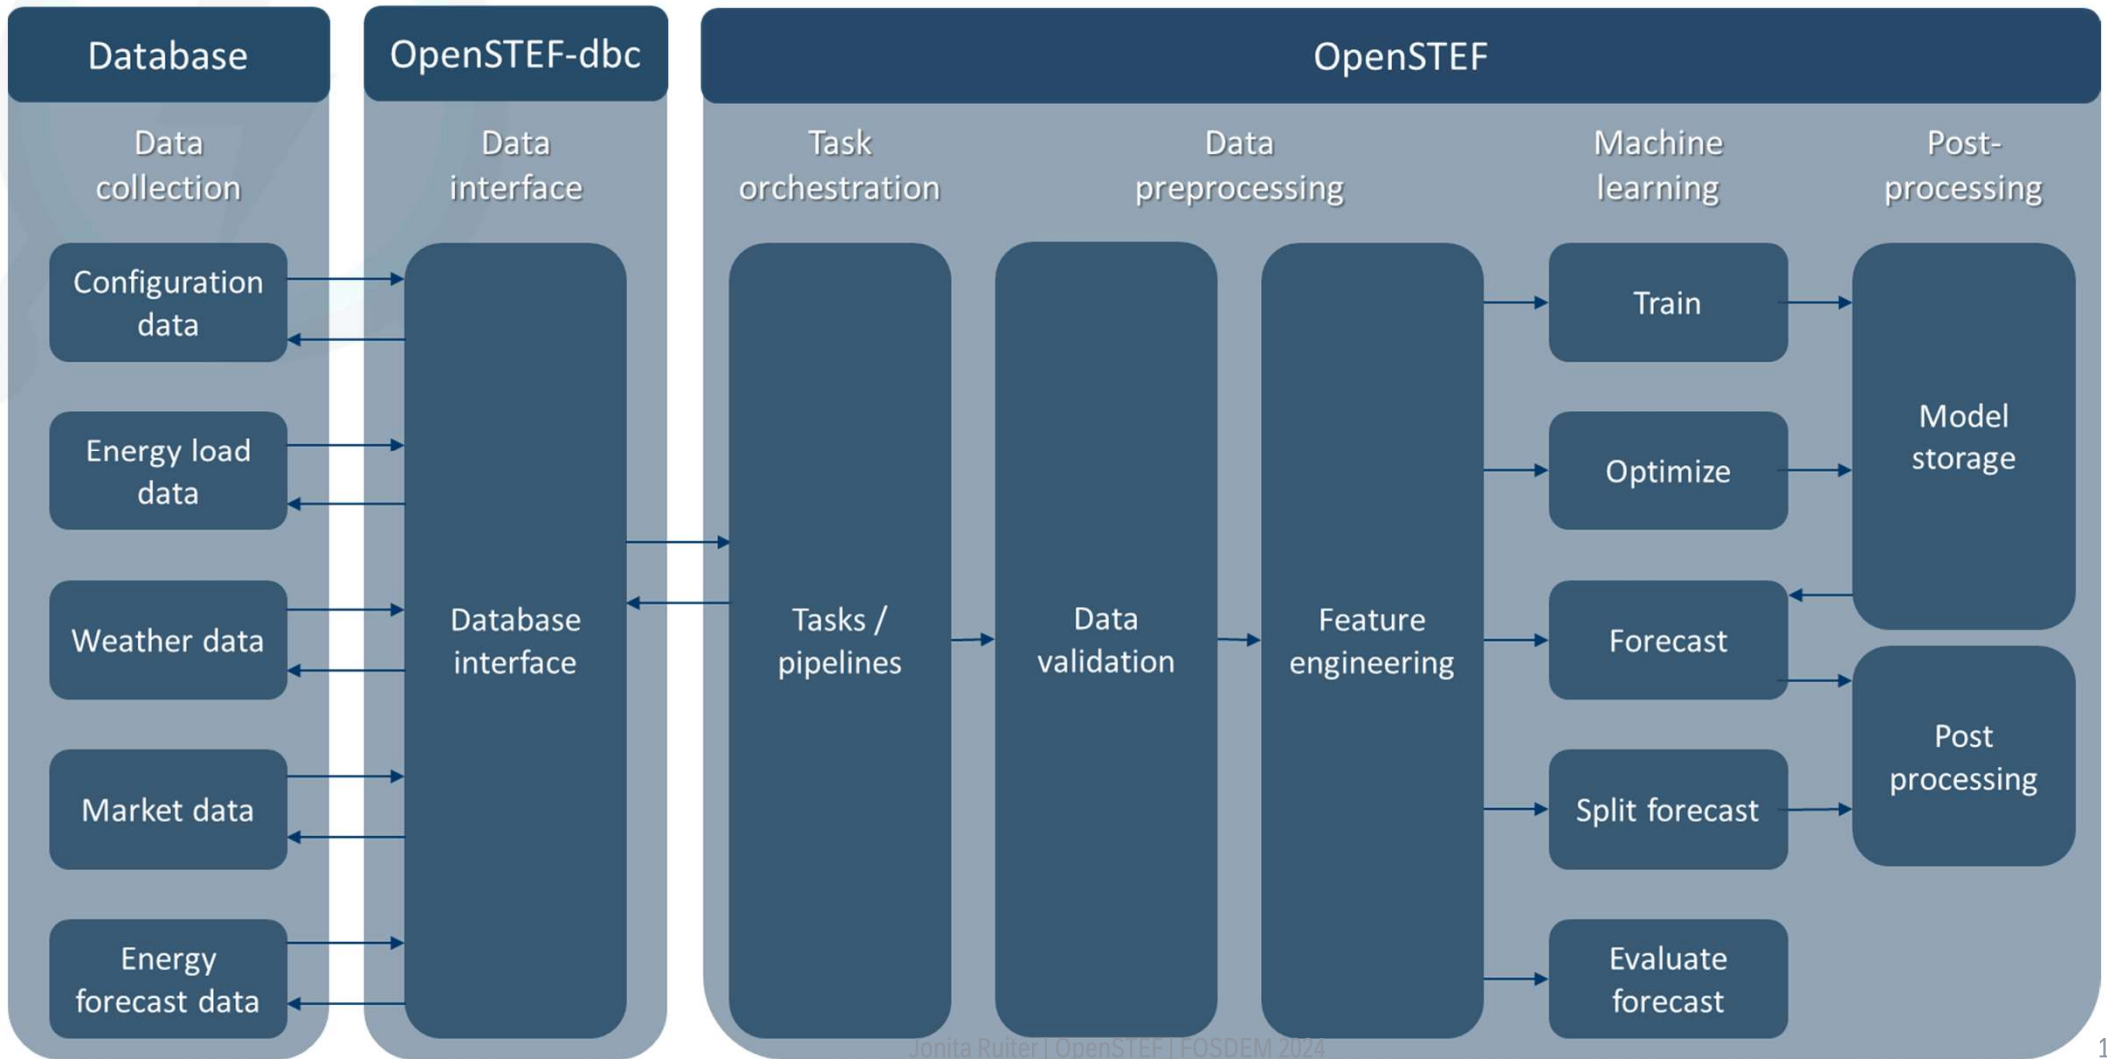 Database
OpenSTEF-dbc
OpenSTEF
Data
collection
Data
interface
Task
orchestration
Data
preprocessing
Machine
learning
Post-
processing
Configuration
data
Energy load
data
Weather data
Market data
Energy
forecast data
Database
interface
Tasks /
pipelines
Data
validation
Feature
engineering
Train
Optimize
Forecast
Split forecast
Evaluate
forecast
Model
storage
Post
processing
Jonita Ruiter | OpenSTEF | FOSDEM 2024
1